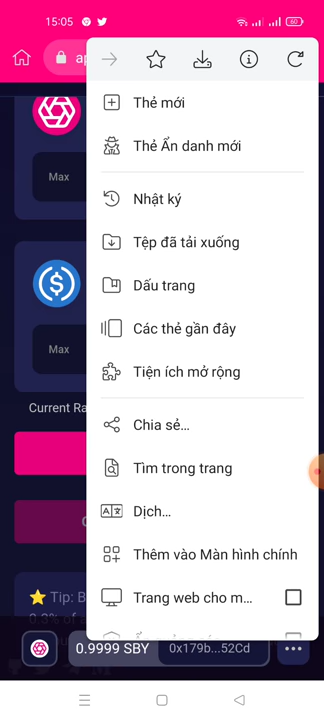 15:05
60
Thẻ mới
Thẻ Ẩn danh mới
Max
Nhật ký
Tệp đã tải xuống
Dấu trang
Các thẻ gần đây
Max
Tiện ích mở rộng
Current Ra
Chia sẻ...
Tìm trong trang
Dịch...
Thêm vào Màn hình chính
Trang web cho m...
Tip: B
0.3% of a
0.9999 SBY
0x179b...52Cd